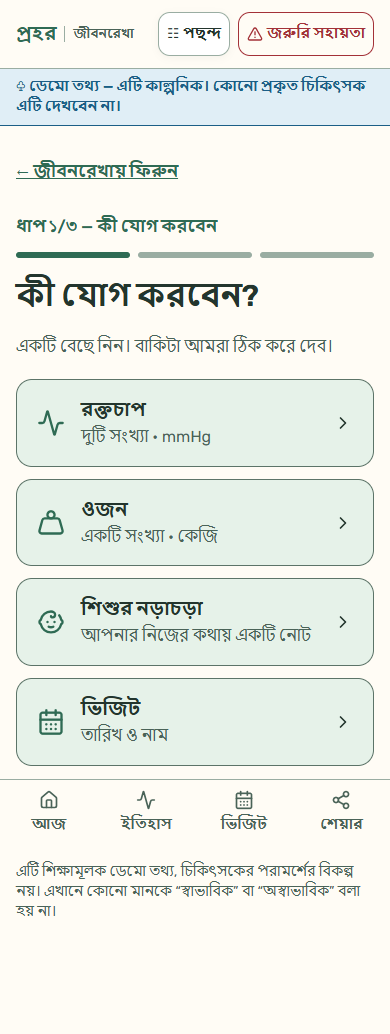 প্রহর জীবনরেখা
পছন্দ
জরুরি সহায়তা
ডেমো তথ্য — এটি কাল্পনিক। কোনো প্রকৃত চিকিৎসক
এটি দেখবেন না।
← জীবনরেখায় ফিরুন
ধাপ ১/৩ — কী যোগ করবেন
কী যোগ করবেন?
একটি বেছে নিন। বাকিটা আমরা ঠিক করে দেব।
রক্তচাপ
দুটি সংখ্যা • mmHg
ওজন
একটি সংখ্যা • কেজি
শিশুর নড়াচড়া
আপনার নিজের কথায় একটি নোট
ভিজিট
তারিখ ও নাম
আজ ইতিহাস ভিজিট শেয়ার
এটি শিক্ষামূলক ডেমো তথ্য, চিকিৎসকের পরামর্শের বিকল্প
নয়। এখানে কোনো মানকে “স্বাভাবিক” বা “অস্বাভাবিক” বলা
হয় না।